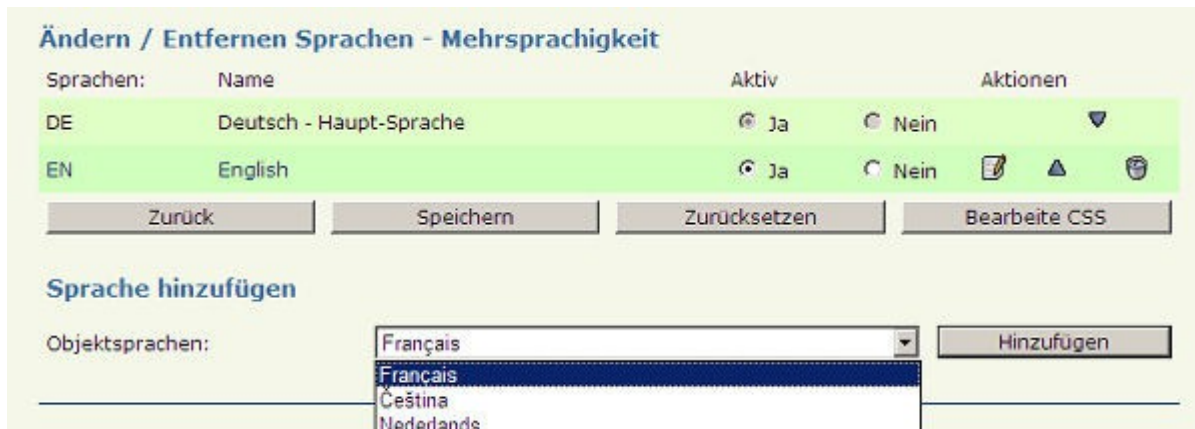 Ändern / Entfernen Sprachen - Mehrsprachigkeit
Sprachen: Name Aktiv Aktionen
DE Deutsch - Haupt-Sprache Ja Nein
EN English Ja Nein
Zurück Speichern Zurücksetzen Bearbeite CSS
Sprache hinzufügen
Objektsprachen: Français Hinzufügen
Français
Čeština
Nederlands